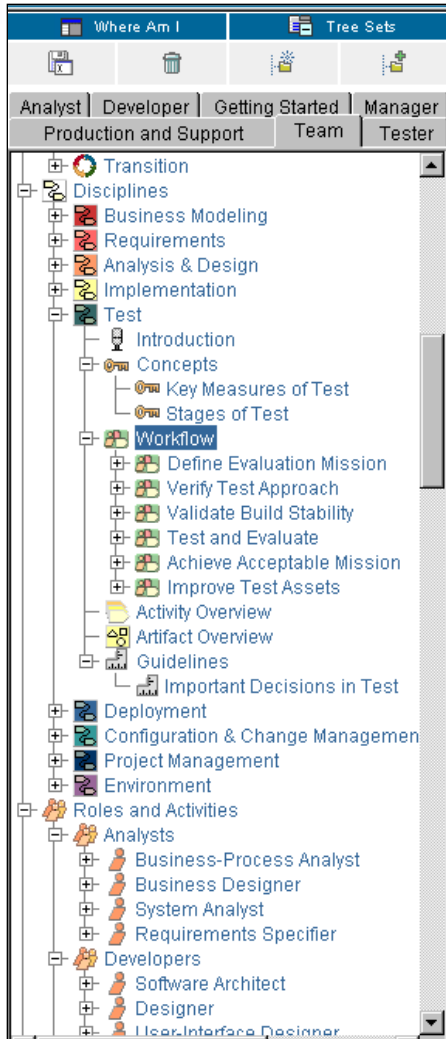 Where Am I Tree Sets
Analyst Developer Getting Started Manager
Production and Support Team Tester
Transition
Disciplines
Business Modeling
Requirements
Analysis & Design
Implementation
Test
Introduction
Concepts
Key Measures of Test
Stages of Test
Workflow
Define Evaluation Mission
Verify Test Approach
Validate Build Stability
Test and Evaluate
Achieve Acceptable Mission
Improve Test Assets
Activity Overview
Artifact Overview
Guidelines
Important Decisions in Test
Deployment
Configuration & Change Managemen
Project Management
Environment
Roles and Activities
Analysts
Business-Process Analyst
Business Designer
System Analyst
Requirements Specifier
Developers
Software Architect
Designer
User-Interface Designer